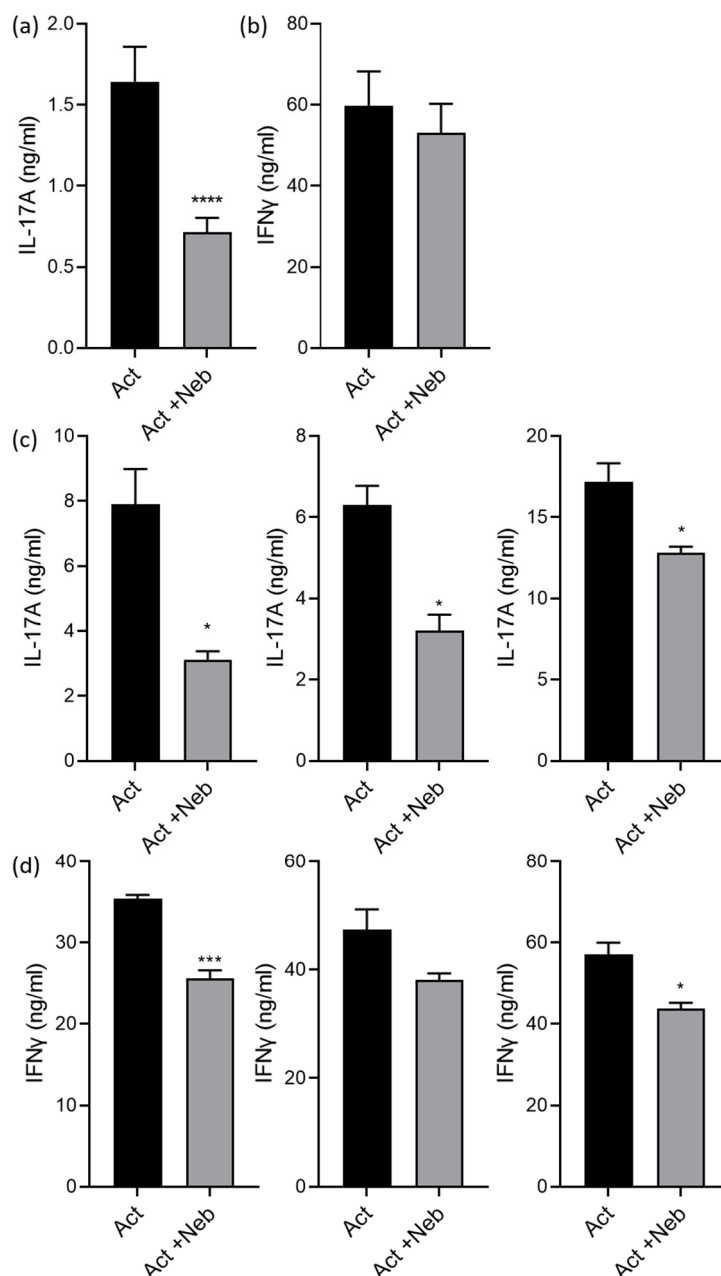 (a)
2.0
1.5
1.0
0.5
0.0
IL-17A (ng/ml)
****
Act
Act +Neb
(b)
80
60
40
20
0
IFNγ (ng/ml)
Act
Act +Neb
(c)
10
8
6
4
2
0
IL-17A (ng/ml)
*
Act
Act +Neb
8
6
4
2
0
IL-17A (ng/ml)
*
Act
Act +Neb
20
15
10
5
0
IL-17A (ng/ml)
*
Act
Act +Neb
(d)
40
30
20
10
0
IFNγ (ng/ml)
***
Act
Act +Neb
60
40
20
0
IFNγ (ng/ml)
Act
Act +Neb
80
60
40
20
0
IFNγ (ng/ml)
*
Act
Act +Neb